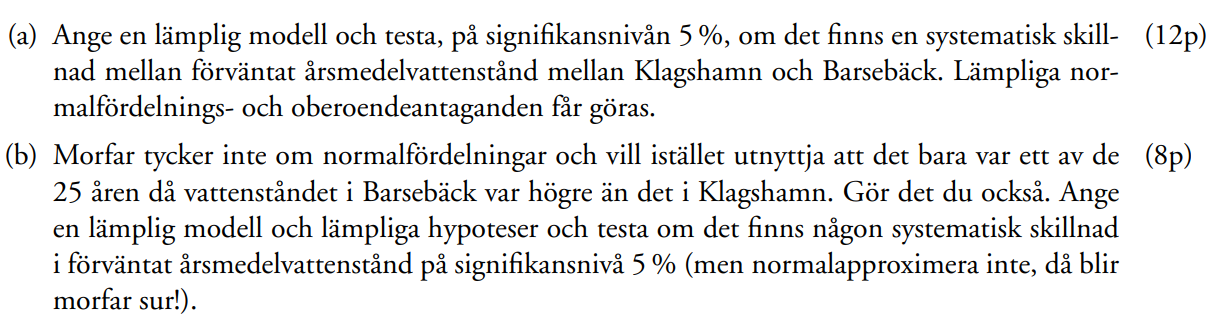 (a) Ange en lämplig modell och testa, på signifikansnivån 5 %, om det finns en systematisk skill- (12p)
nad mellan förväntat årsmedelvattenstånd mellan Klagshamn och Barsebäck. Lämpliga nor-
malfördelnings- och oberoendeantaganden får göras.
(b) Morfar tycker inte om normalfördelningar och vill istället utnyttja att det bara var ett av de (8p)
25 åren då vattenståndet i Barsebäck var högre än det i Klagshamn. Gör det du också. Ange
en lämplig modell och lämpliga hypoteser och testa om det finns någon systematisk skillnad
i förväntat årsmedelvattenstånd på signifikansnivå 5 % (men normalapproximera inte, då blir
morfar sur!).